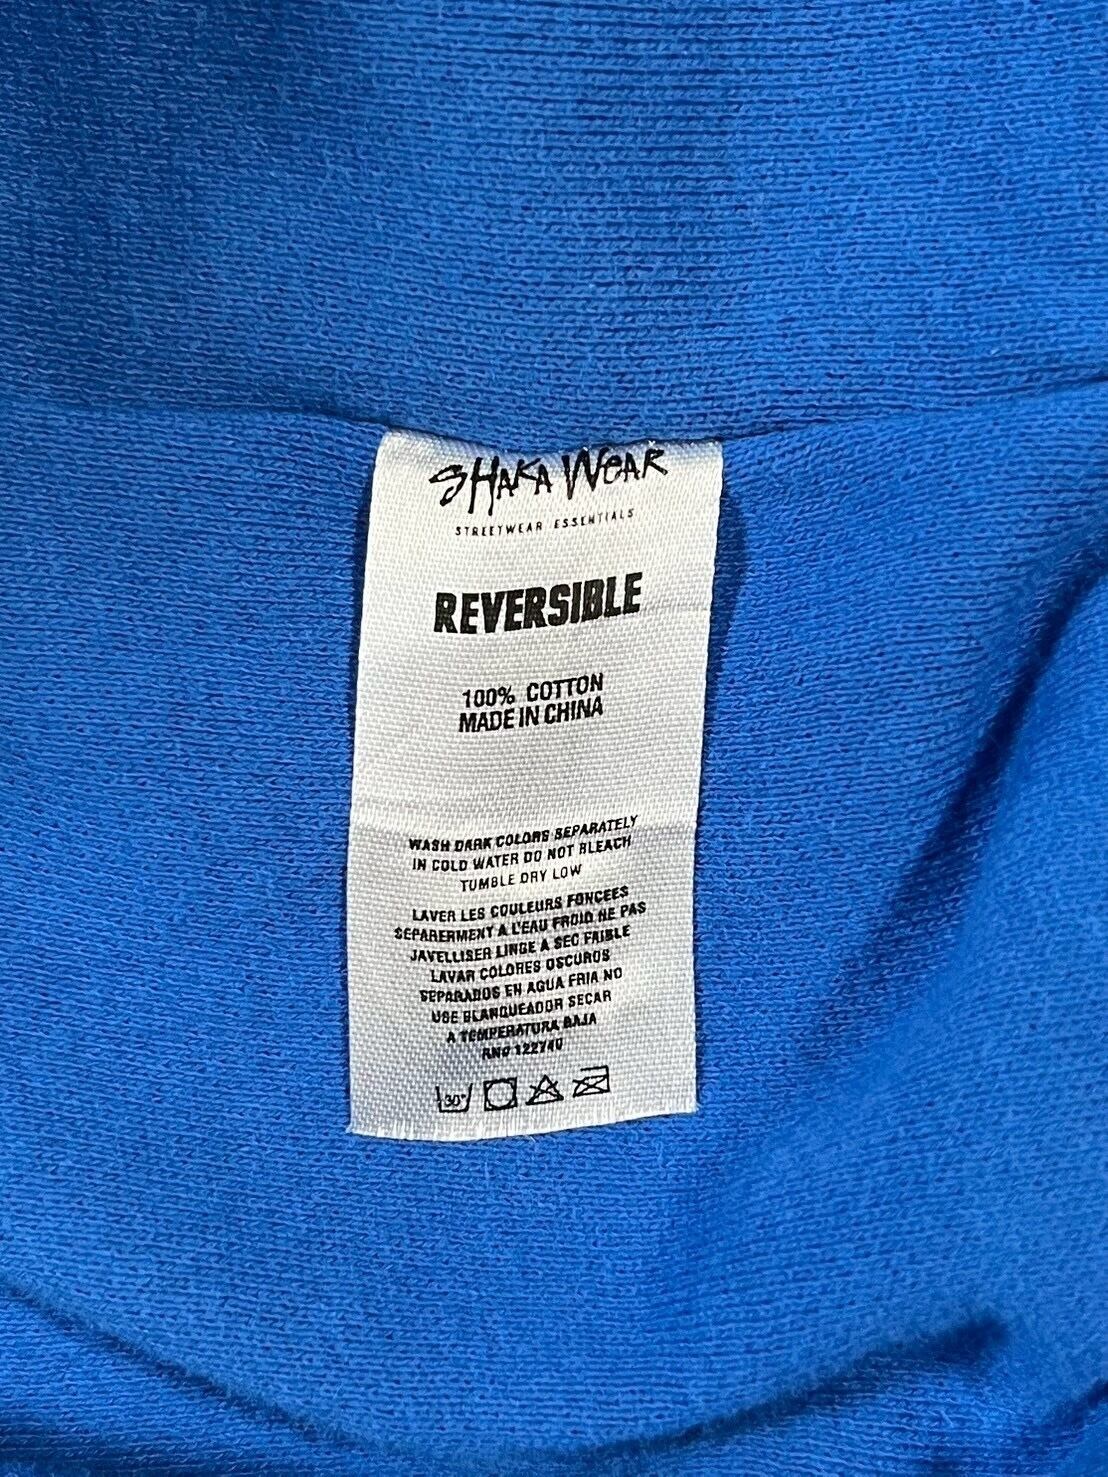 SHAKA WEAR
STREETWEAR ESSENTIALS
REVERSIBLE
100% COTTON
MADE IN CHINA
WASH DARK COLORS SEPARATELY
IN COLD WATER DO NOT BLEACH
TUMBLE DRY LOW
LAVER LES COULEURS FONCEES
SEPARERMENT A L'EAU FROID NE PAS
JAVELLISER LINGE A SEC FAIBLE
LAVAR COLORES OSCUROS
SEPARADOS EN AGUA FRIA NO
USE BLANQUEADOR SECAR
A TEMPERATURA BAJA
RN# 122740
30°